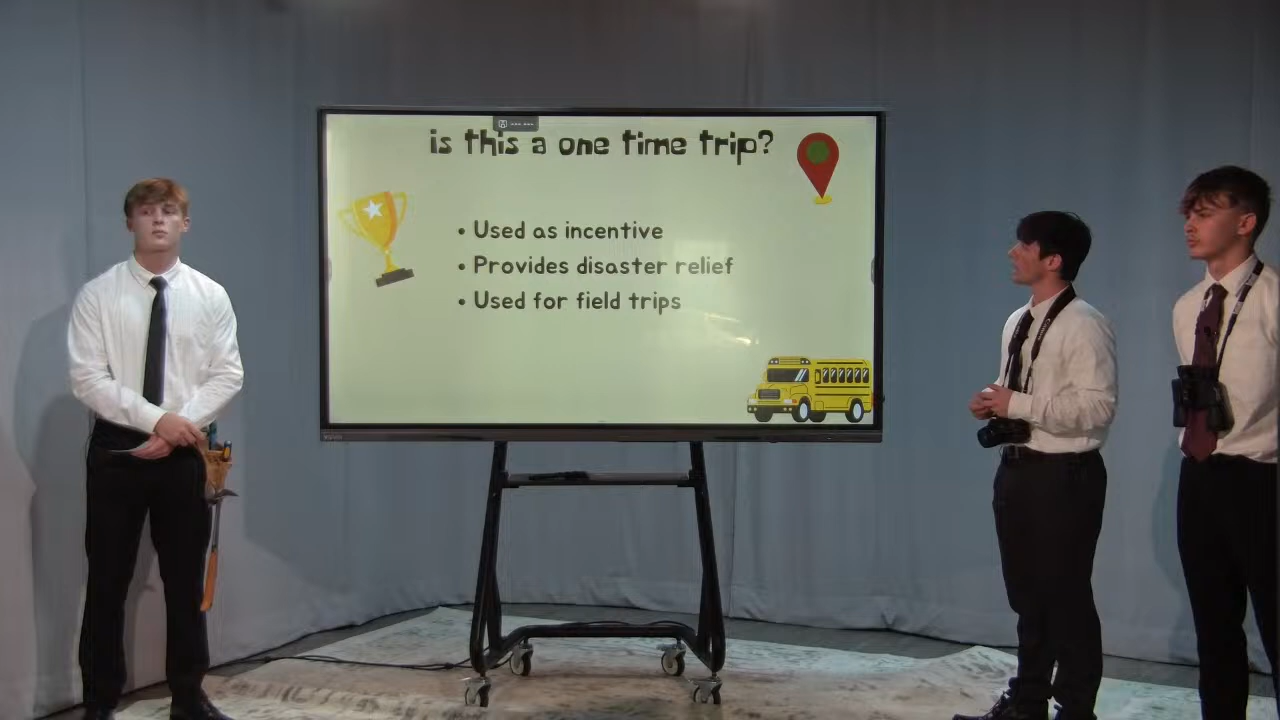 is this a one time trip?
• Used as incentive
• Provides disaster relief
• Used for field trips